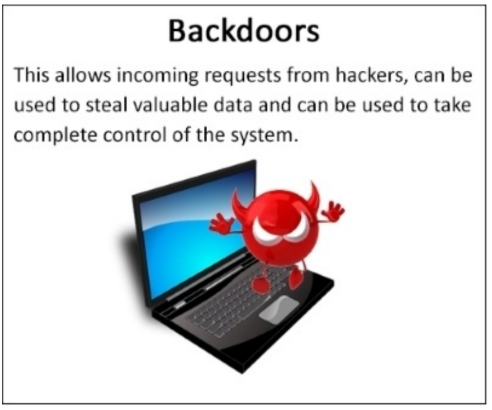 Backdoors
This allows incoming requests from hackers, can be
used to steal valuable data and can be used to take
complete control of the system.